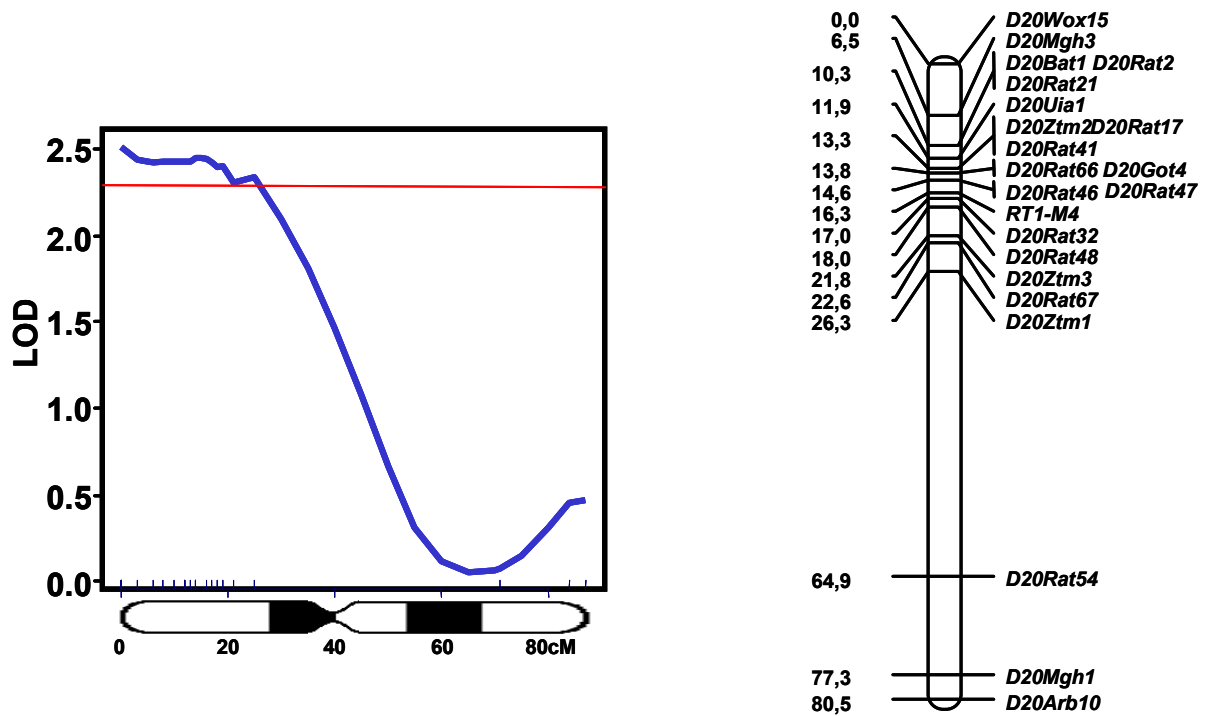 LOD
2.5
2.0
1.5
1.0
0.5
0.0
0 20 40 60 80cM
0,0 D20Wox15
6,5 D20Mgh3
D20Bat1 D20Rat2
10,3 D20Rat21
11,9 D20Uia1
D20Ztm2D20Rat17
13,3 D20Rat41
13,8 D20Rat66 D20Got4
14,6 D20Rat46 D20Rat47
16,3 RT1-M4
17,0 D20Rat32
18,0 D20Rat48
21,8 D20Ztm3
22,6 D20Rat67
26,3 D20Ztm1
64,9 D20Rat54
77,3 D20Mgh1
80,5 D20Arb10